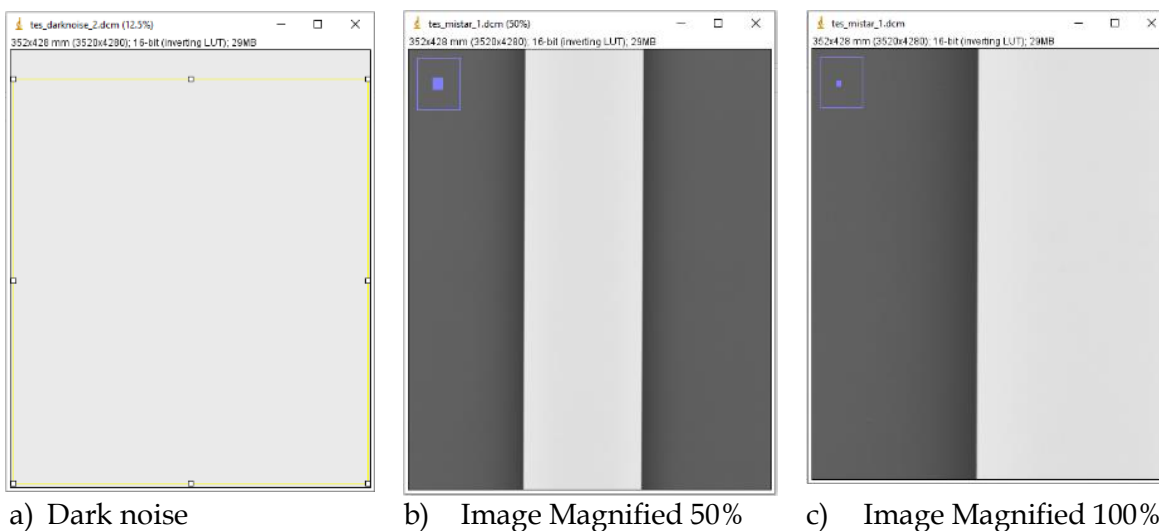 tes_darknoise_2.dcm (12.5%)
352x428 mm (3520x4280); 16-bit (inverting LUT); 29MB
a) Dark noise
tes_mistar_1.dcm (50%)
352x428 mm (3520x4280); 16-bit (inverting LUT); 29MB
b) Image Magnified 50%
tes_mistar_1.dcm
352x428 mm (3520x4280); 16-bit (inverting LUT); 29MB
c) Image Magnified 100%